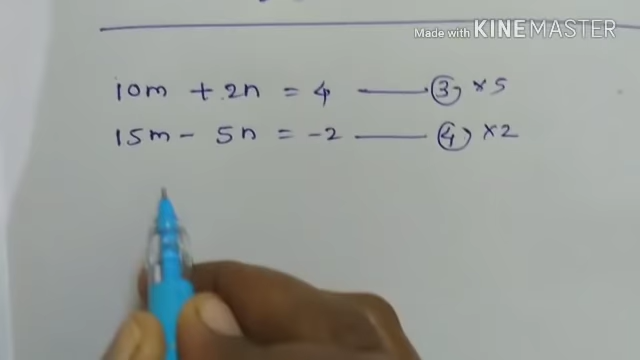 Made with KINEMASTER
10m + 2n = 4 —— ③ ×5
15m - 5n = -2 —— ④ ×2